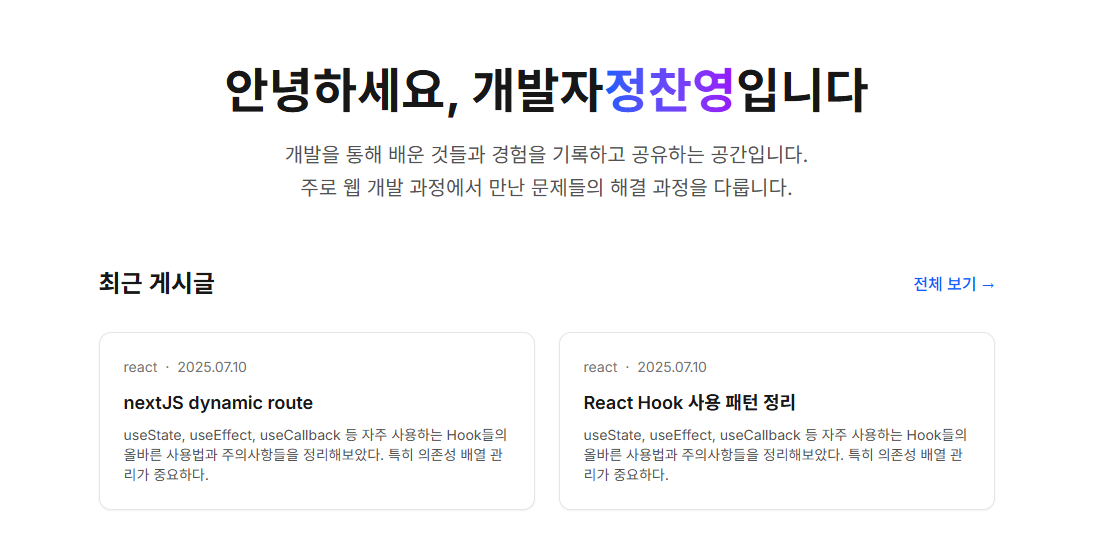 안녕하세요, 개발자정찬영입니다
개발을 통해 배운 것들과 경험을 기록하고 공유하는 공간입니다.
주로 웹 개발 과정에서 만난 문제들의 해결 과정을 다룹니다.
최근 게시글
전체 보기 →
react · 2025.07.10
nextJS dynamic route
useState, useEffect, useCallback 등 자주 사용하는 Hook들의
올바른 사용법과 주의사항들을 정리해보았다. 특히 의존성 배열 관
리가 중요하다.
react · 2025.07.10
React Hook 사용 패턴 정리
useState, useEffect, useCallback 등 자주 사용하는 Hook들의
올바른 사용법과 주의사항들을 정리해보았다. 특히 의존성 배열 관
리가 중요하다.